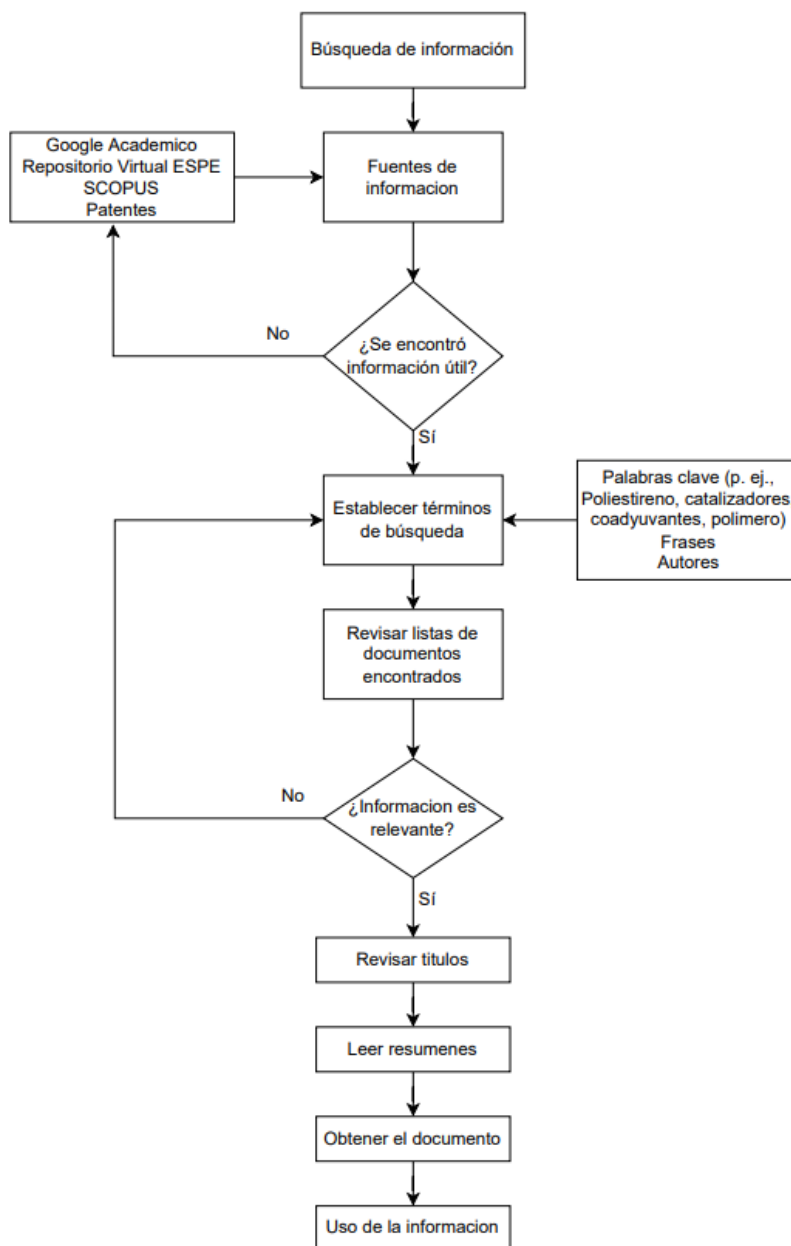 Búsqueda de información
Google Academico
Repositorio Virtual ESPE
SCOPUS
Patentes
Fuentes de
informacion
No
¿Se encontró
información útil?
Sí
Establecer términos
de búsqueda
Palabras clave (p. ej.,
Poliestireno, catalizadores
coadyuvantes, polimero)
Frases
Autores
Revisar listas de
documentos
encontrados
No
¿Informacion es
relevante?
Sí
Revisar titulos
Leer resumenes
Obtener el documento
Uso de la informacion